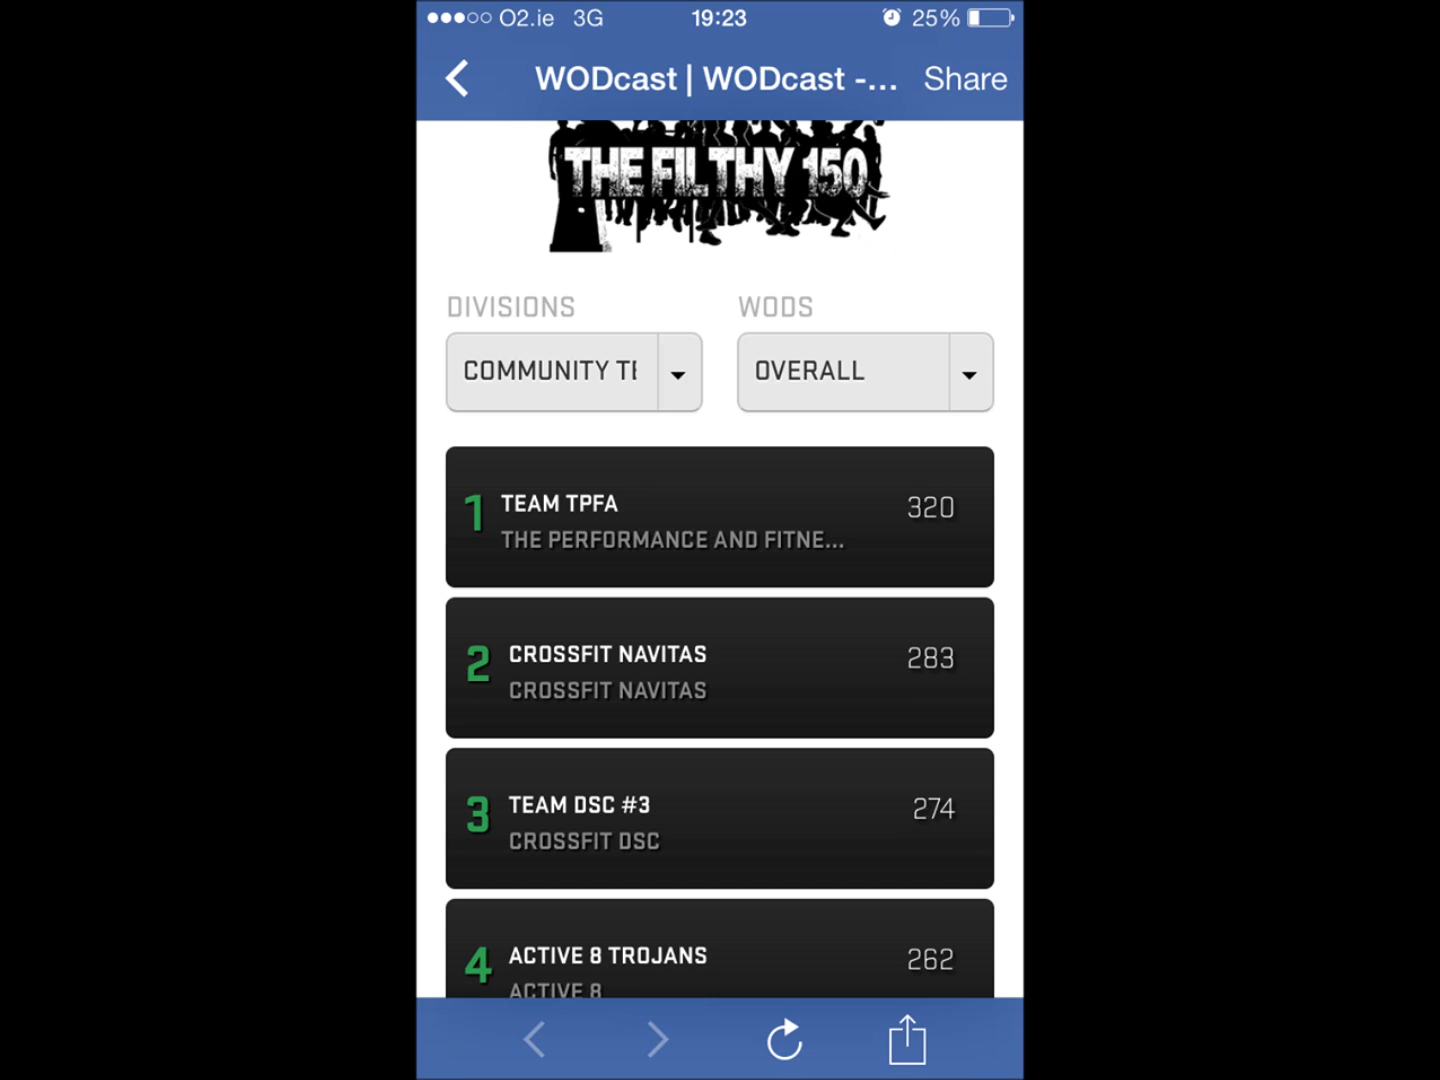 O2.ie 3G 19:23 25%
WODcast | WODcast -... Share
THE FILTHY 150
DIVISIONS WODS
COMMUNITY TE OVERALL
1 TEAM TPFA 320
THE PERFORMANCE AND FITNE...
2 CROSSFIT NAVITAS 283
CROSSFIT NAVITAS
3 TEAM DSC #3 274
CROSSFIT DSC
4 ACTIVE 8 TROJANS 262
ACTIVE 8